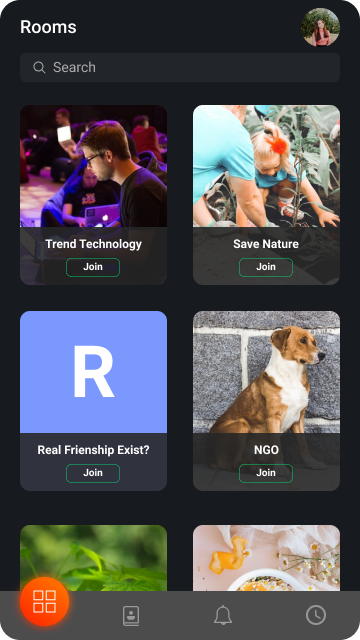 Rooms
Search
Trend Technology
Join
Save Nature
Join
R
Real Frienship Exist?
Join
NGO
Join